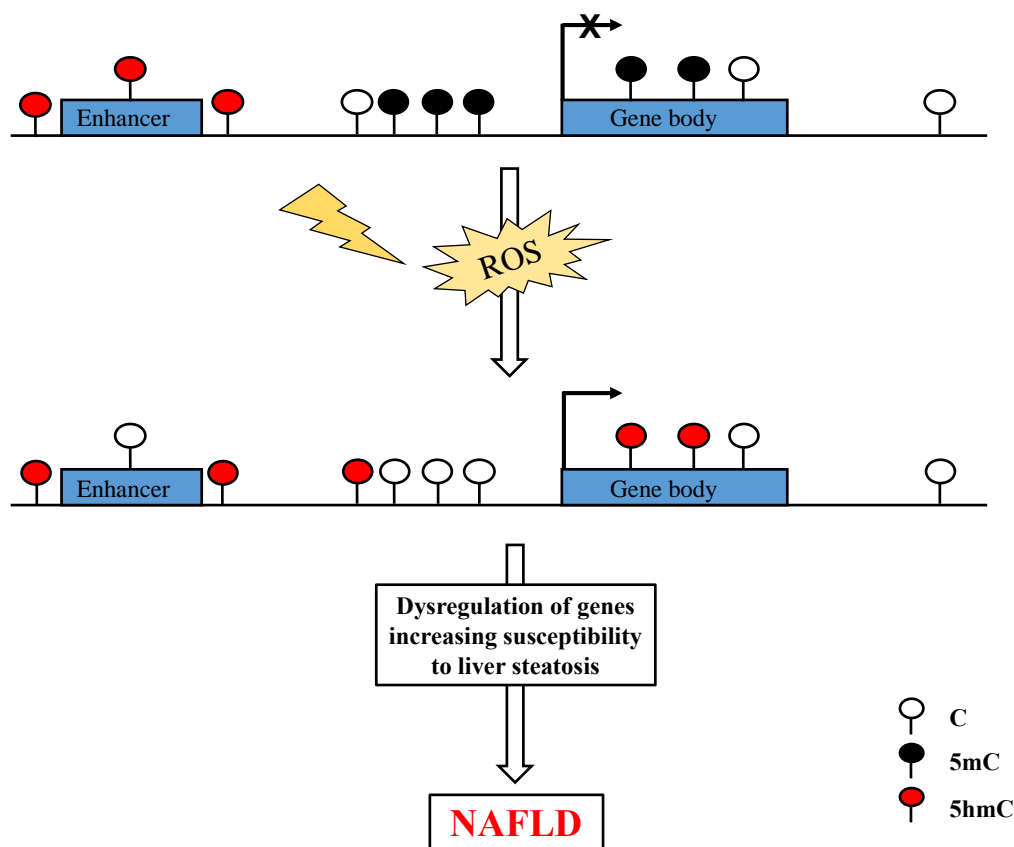 X
Enhancer
Gene body
ROS
Enhancer
Gene body
Dysregulation of genes
increasing susceptibility
to liver steatosis
C
5mC
5hmC
NAFLD